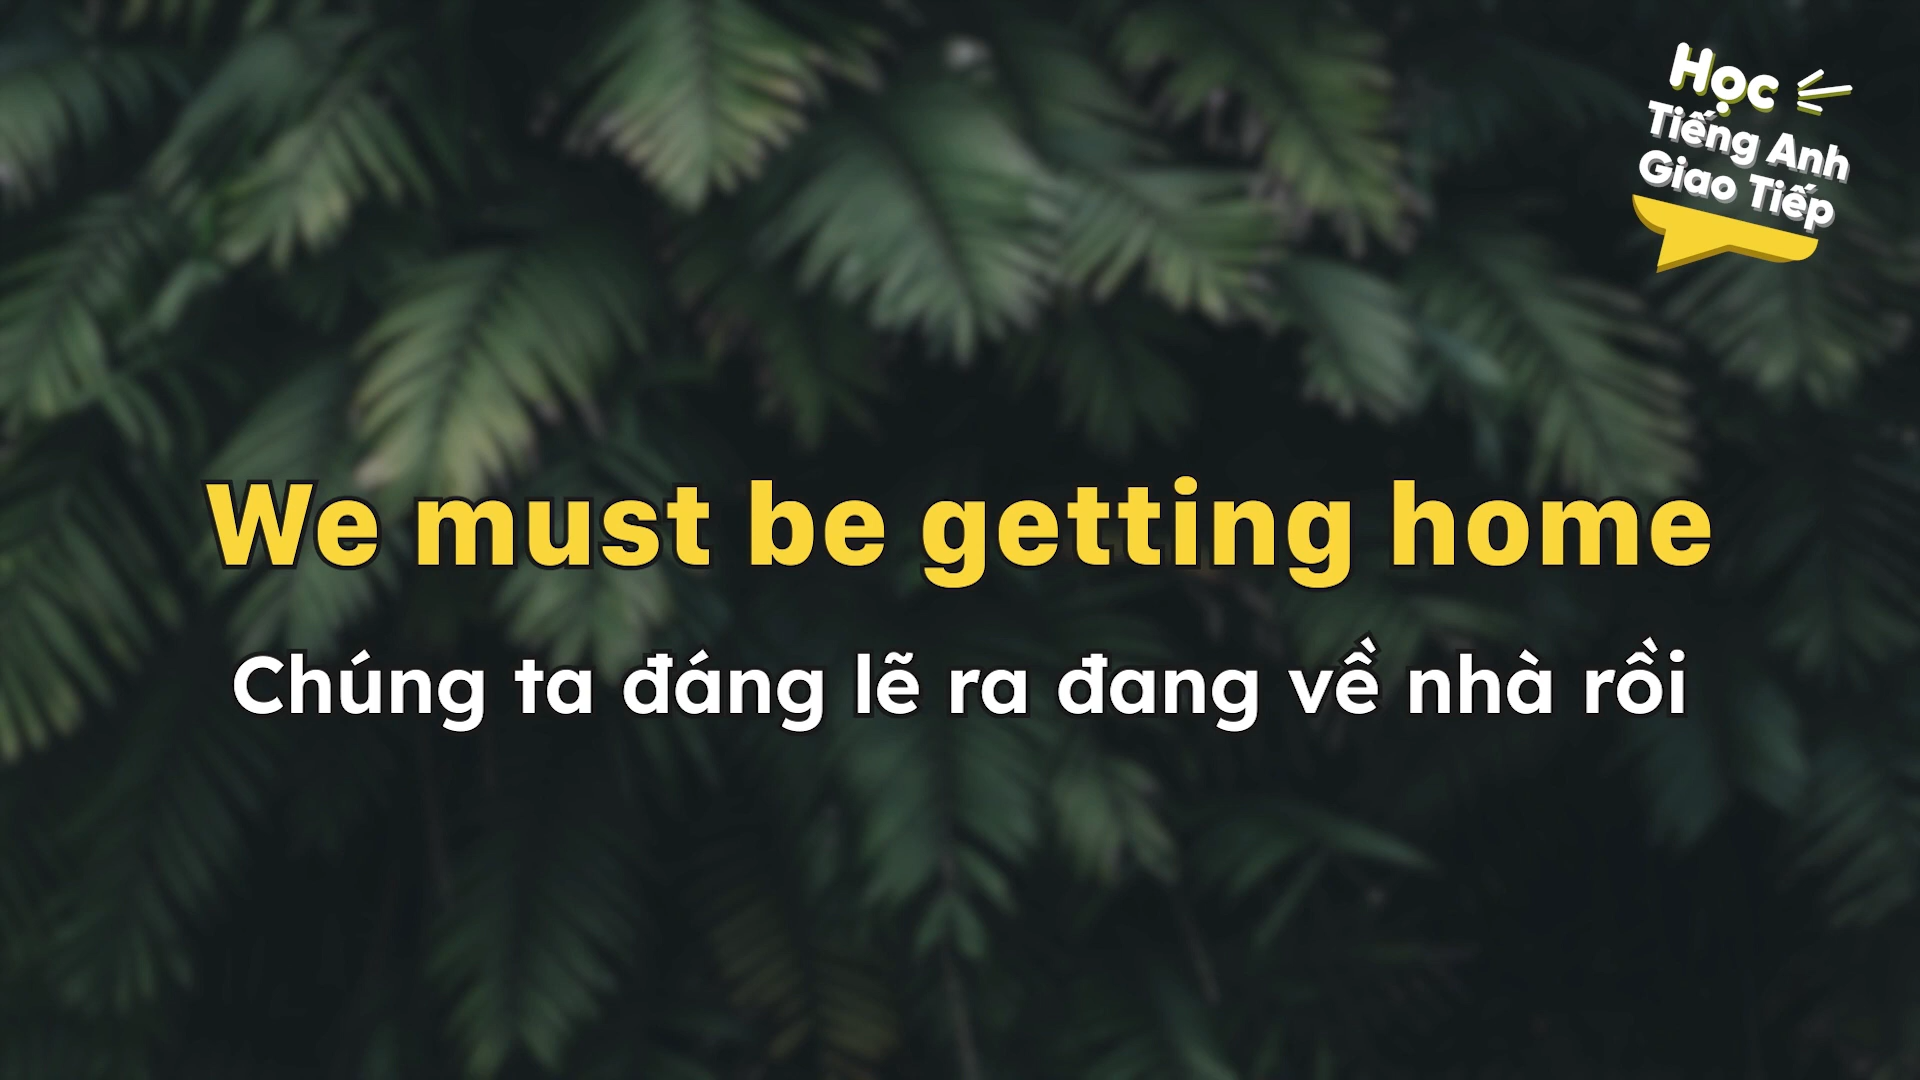 Học
Tiếng Anh
Giao Tiếp
We must be getting home
Chúng ta đáng lẽ ra đang về nhà rồi